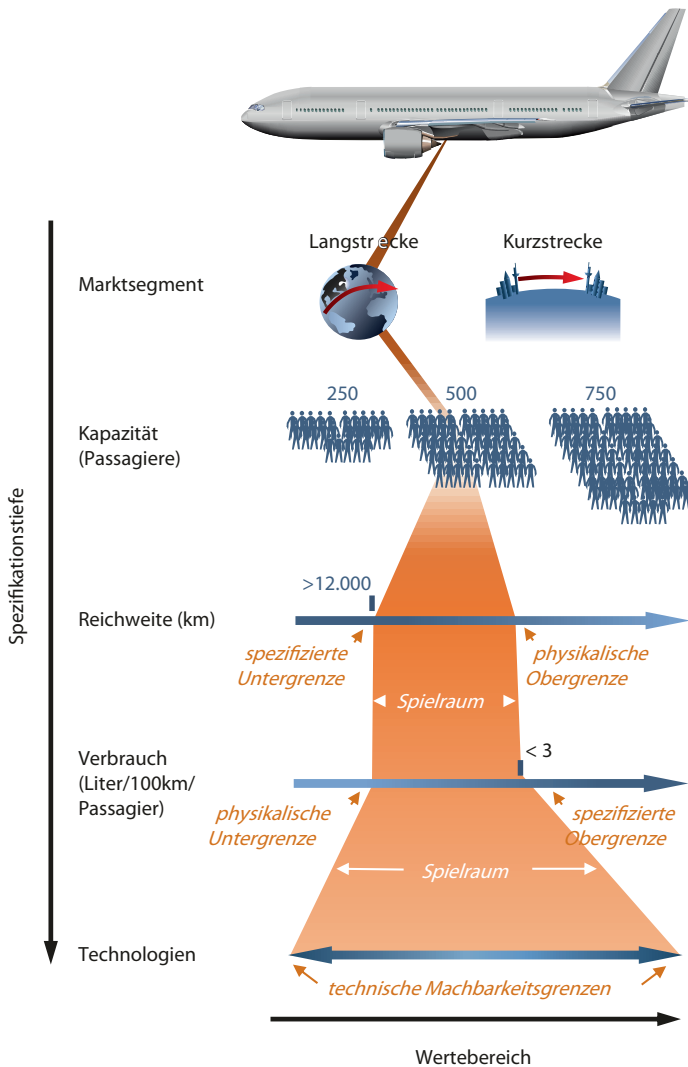 Langstrecke
Kurzstrecke
Marktsegment
250
500
750
Kapazität
(Passagiere)
Spezifikationstiefe
>12.000
Reichweite (km)
spezifizierte
Untergrenze
physikalische
Obergrenze
Spielraum
< 3
Verbrauch
(Liter/100km/
Passagier)
physikalische
Untergrenze
spezifizierte
Obergrenze
Spielraum
Technologien
technische Machbarkeitsgrenzen
Wertebereich